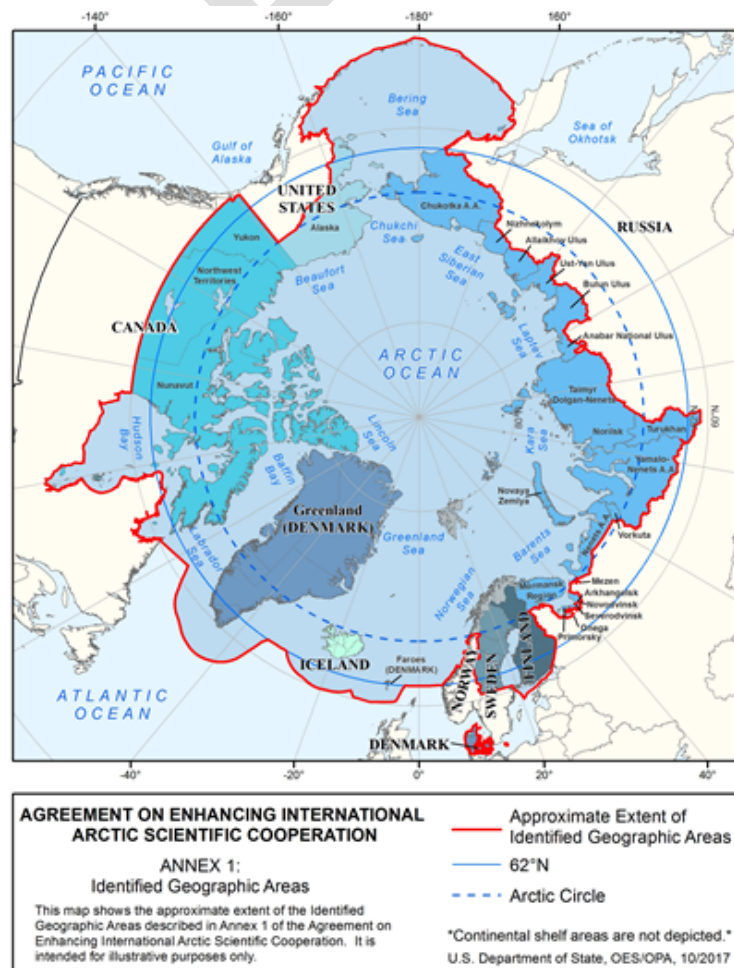 -140°
-160°
-180°
160°
PACIFIC
OCEAN
Bering
Sea
Sea of
Okhotsk
Gulf of
Alaska
UNITED
STATES
Alaska
Chukotka A.A.
Nizhnekolym
Allaikhov Ulus
RUSSIA
Yukon
Chukchi
Sea
East
Siberian
Sea
Ust-Yan Ulus
Northwest
Territories
Beaufort
Sea
Bulun Ulus
CANADA
Laptev
Sea
Anabar National Ulus
ARCTIC
OCEAN
Nunavut
Taimyr
Dolgan-Nenets
80°N
60°N
Hudson
Bay
Lincoln
Sea
Kara
Sea
Norilsk
Turukhan
Baffin
Bay
Yamalo-
Nenets A.A.
Novaya
Zemlya
Greenland
(DENMARK)
Labrador
Sea
Greenland
Sea
Barents
Sea
Nenets A.A.
Vorkuta
Norwegian
Sea
Murmansk
Region
Mezen
Arkhangelsk
Novodvinsk
Severodvinsk
Onega
Primorsky
ICELAND
Faroes
(DENMARK)
NORWAY
SWEDEN
FINLAND
ATLANTIC
OCEAN
DENMARK
-40°
-20°
0°
20°
40°
AGREEMENT ON ENHANCING INTERNATIONAL
ARCTIC SCIENTIFIC COOPERATION
ANNEX 1:
Identified Geographic Areas
This map shows the approximate extent of the Identified
Geographic Areas described in Annex 1 of the Agreement on
Enhancing International Arctic Scientific Cooperation. It is
intended for illustrative purposes only.
Approximate Extent of
Identified Geographic Areas
62°N
Arctic Circle
*Continental shelf areas are not depicted.*
U.S. Department of State, OES/OPA, 10/2017